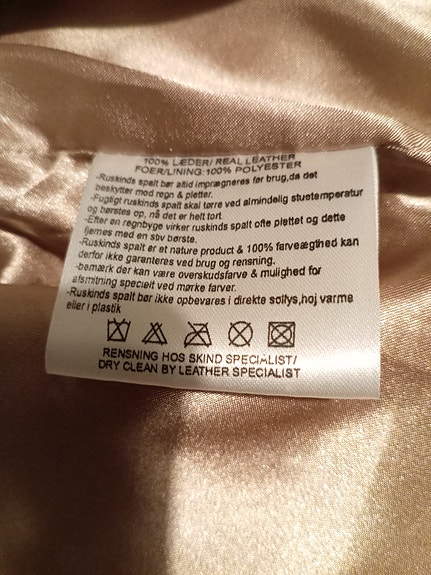 100% LÆDER/ REAL LEATHER
FOER/LINING:100% POLYESTER
-Ruskinds spalt bør altid imprægneres før brug,da det
beskytter mod regn & pletter.
-Fugtigt ruskinds spalt skal tørre ved almindelig stuetemperatur
og børstes op, nå det er helt tort.
-Efter en regnbyge virker ruskinds spalt ofte plettet og dette
fjernes med en stiv børste.
-Ruskinds spalt er et nature product & 100% farveægthed kan
derfor ikke garanteres ved brug og rensning.
-bemærk der kan være overskudsfarve & mulighed for
afsmitning specielt ved mørke farver.
-Ruskinds spalt bør ikke opbevares i direkte sollys,hoj varme
eller i plastik
RENSNING HOS SKIND SPECIALIST/
DRY CLEAN BY LEATHER SPECIALIST